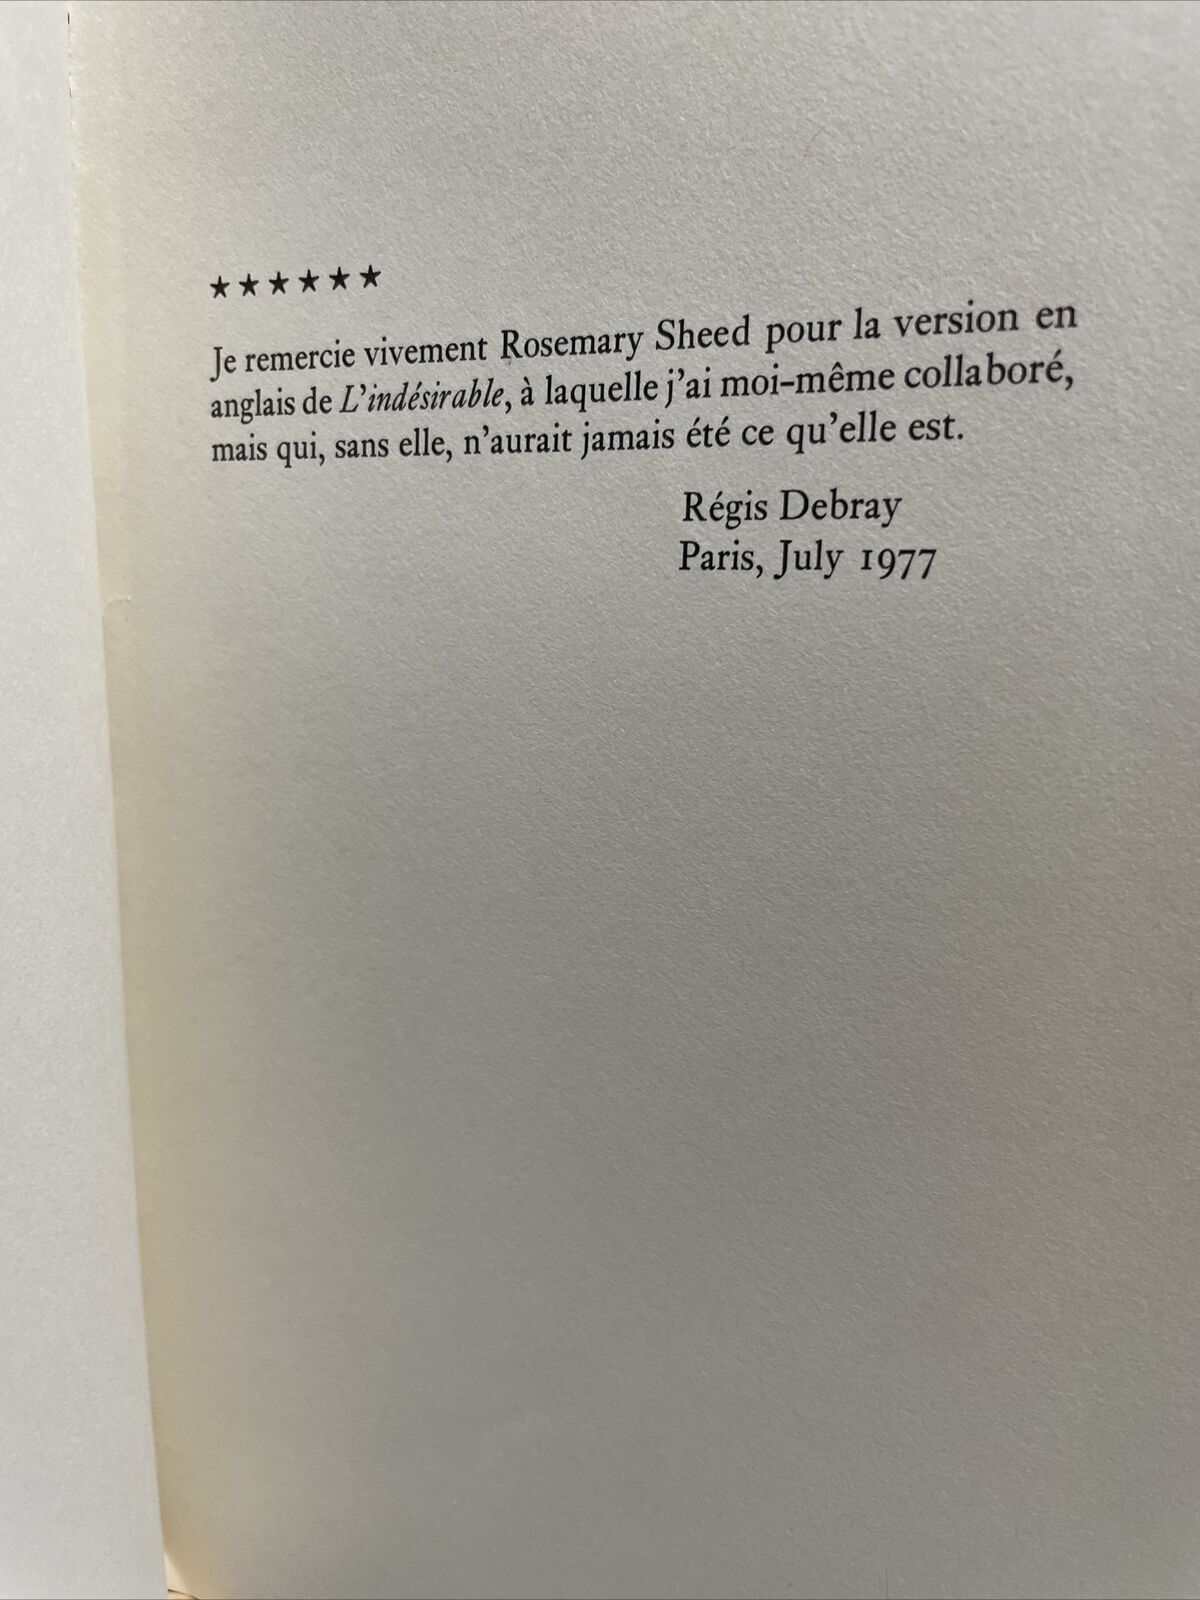 ★★★★★★
Je remercie vivement Rosemary Sheed pour la version en
anglais de L'indésirable, à laquelle j'ai moi-même collaboré,
mais qui, sans elle, n'aurait jamais été ce qu'elle est.
Régis Debray
Paris, July 1977